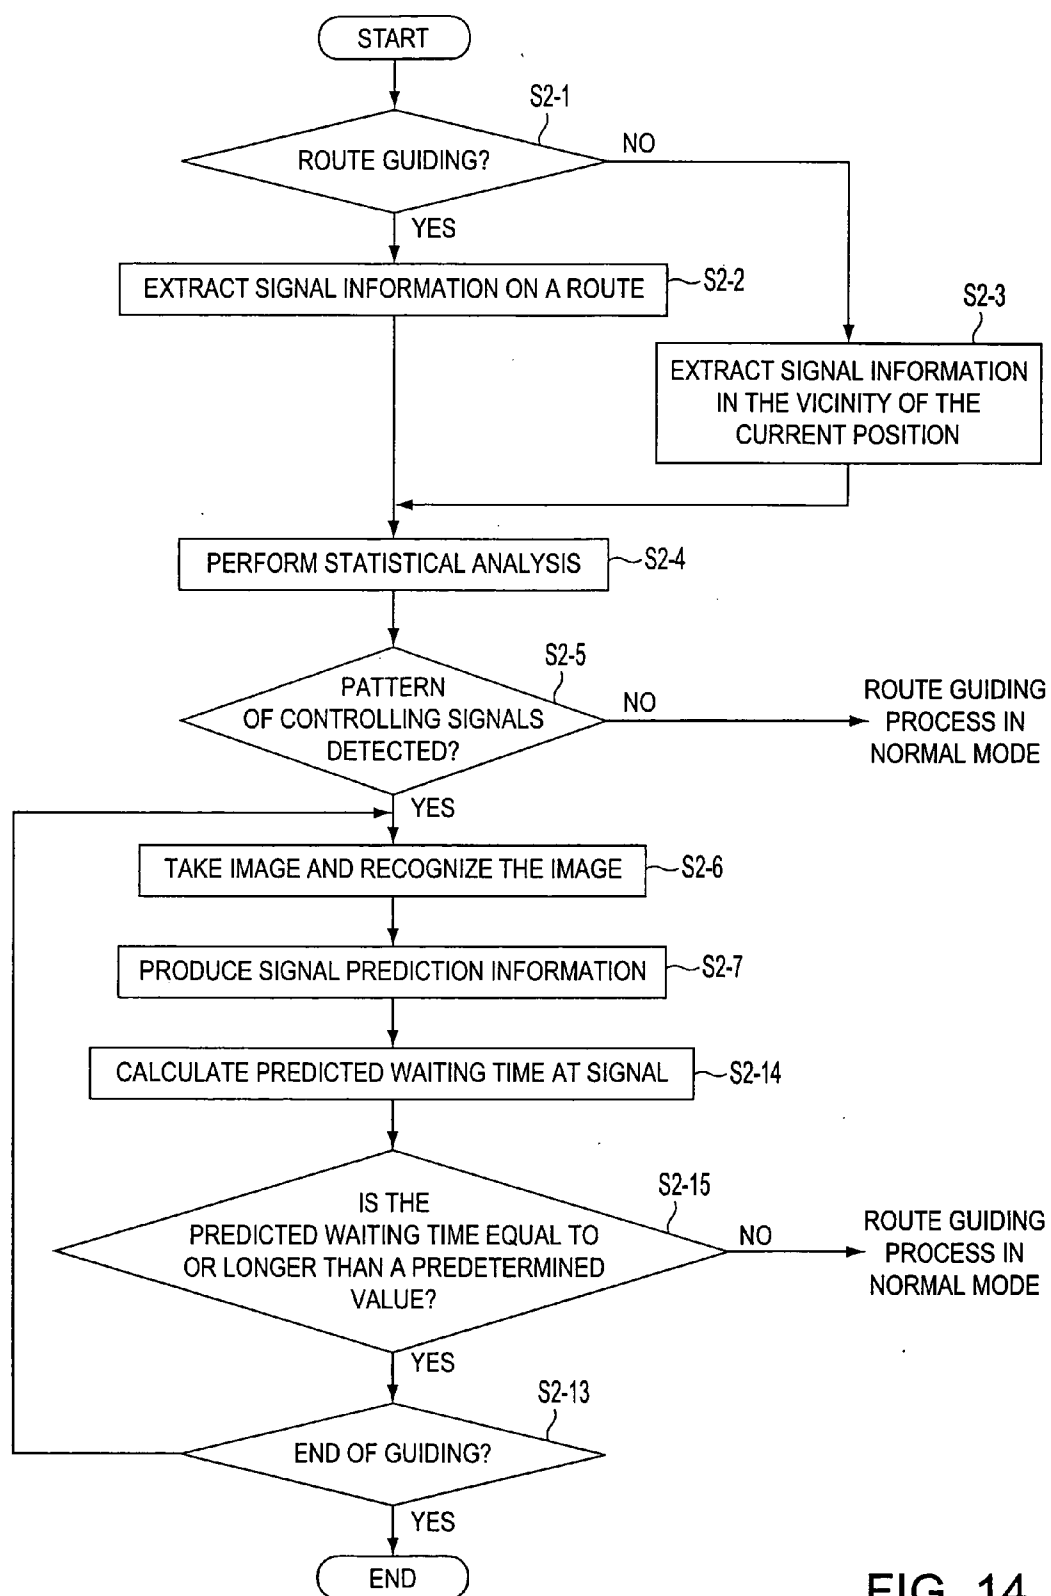 START
S2-1
ROUTE GUIDING?
NO
YES
EXTRACT SIGNAL INFORMATION ON A ROUTE
S2-2
S2-3
EXTRACT SIGNAL INFORMATION
IN THE VICINITY OF THE
CURRENT POSITION
PERFORM STATISTICAL ANALYSIS
S2-4
S2-5
PATTERN
OF CONTROLLING SIGNALS
DETECTED?
NO
ROUTE GUIDING
PROCESS IN
NORMAL MODE
YES
TAKE IMAGE AND RECOGNIZE THE IMAGE
S2-6
PRODUCE SIGNAL PREDICTION INFORMATION
S2-7
CALCULATE PREDICTED WAITING TIME AT SIGNAL
S2-14
S2-15
IS THE
PREDICTED WAITING TIME EQUAL TO
OR LONGER THAN A PREDETERMINED
VALUE?
NO
ROUTE GUIDING
PROCESS IN
NORMAL MODE
YES
S2-13
END OF GUIDING?
YES
END
FIG. 14